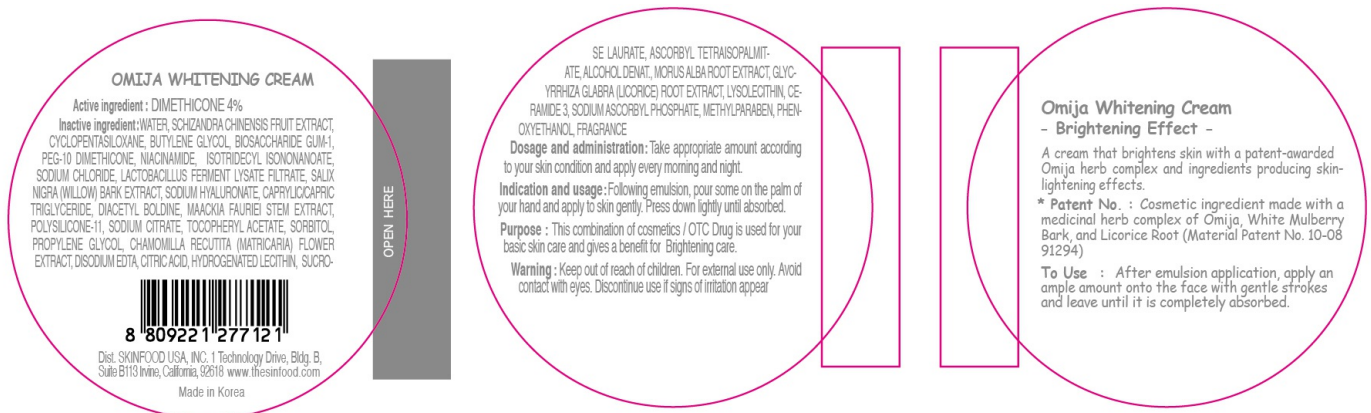 OMIJA WHITENING CREAM
Active ingredient : DIMETHICONE 4%
Inactive ingredient:WATER, SCHIZANDRA CHINENSIS FRUIT EXTRACT,
CYCLOPENTASILOXANE, BUTYLENE GLYCOL, BIOSACCHARIDE GUM-1,
PEG-10 DIMETHICONE, NIACINAMIDE, ISOTRIDECYL ISONONANOATE,
SODIUM CHLORIDE, LACTOBACILLUS FERMENT LYSATE FILTRATE, SALIX
NIGRA (WILLOW) BARK EXTRACT, SODIUM HYALURONATE, CAPRYLIC/CAPRIC
TRIGLYCERIDE, DIACETYL BOLDINE, MAACKIA FAURIEI STEM EXTRACT,
POLYSILICONE-11, SODIUM CITRATE, TOCOPHERYL ACETATE, SORBITOL,
PROPYLENE GLYCOL, CHAMOMILLA RECUTITA (MATRICARIA) FLOWER
EXTRACT, DISODIUM EDTA, CITRIC ACID, HYDROGENATED LECITHIN, SUCRO-
8 809221 277121
Dist. SKINFOOD USA, INC. 1 Technology Drive, Bldg. B,
Suite B113 Irvine, California, 92618 www.thesinfood.com
Made in Korea
OPEN HERE
SE LAURATE, ASCORBYL TETRAISOPALMIT-
ATE, ALCOHOL DENAT., MORUS ALBA ROOT EXTRACT, GLYC-
YRRHIZA GLABRA (LICORICE) ROOT EXTRACT, LYSOLECITHIN, CE-
RAMIDE 3, SODIUM ASCORBYL PHOSPHATE, METHYLPARABEN, PHEN-
OXYETHANOL, FRAGRANCE
Dosage and administration: Take appropriate amount according
to your skin condition and apply every morning and night.
Indication and usage: Following emulsion, pour some on the palm of
your hand and apply to skin gently. Press down lightly until absorbed.
Purpose : This combination of cosmetics / OTC Drug is used for your
basic skin care and gives a benefit for Brightening care.
Warning : Keep out of reach of children. For external use only. Avoid
contact with eyes. Discontinue use if signs of irritation appear
Omija Whitening Cream
- Brightening Effect -
A cream that brightens skin with a patent-awarded
Omija herb complex and ingredients producing skin-
lightening effects.
* Patent No. : Cosmetic ingredient made with a
medicinal herb complex of Omija, White Mulberry
Bark, and Licorice Root (Material Patent No. 10-08
91294)
To Use : After emulsion application, apply an
ample amount onto the face with gentle strokes
and leave until it is completely absorbed.